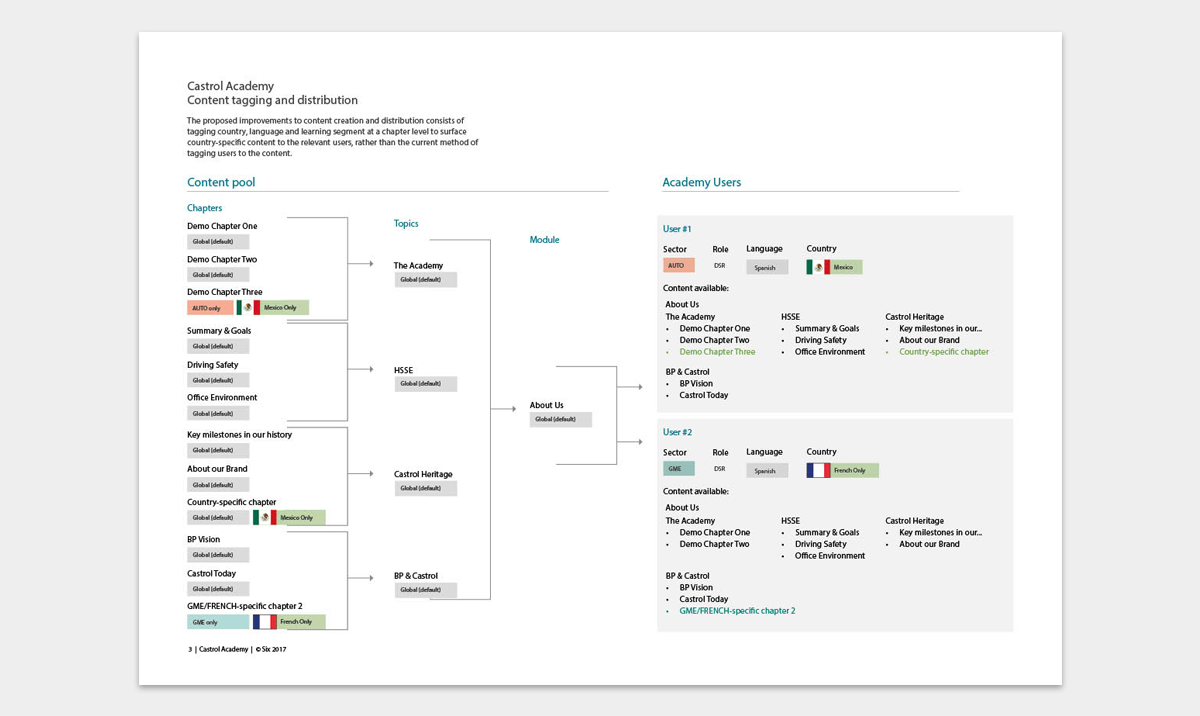 Castrol Academy
Content tagging and distribution
The proposed improvements to content creation and distribution consists of
tagging country, language and learning segment at a chapter level to surface
country-specific content to the relevant users, rather than the current method of
tagging users to the content.
Content pool
Chapters
Demo Chapter One
Global (default)
Demo Chapter Two
Global (default)
Demo Chapter Three
AUTO only
Mexico Only
Summary & Goals
Global (default)
Driving Safety
Global (default)
Office Environment
Global (default)
Key milestones in our history
Global (default)
About our Brand
Global (default)
Country-specific chapter
Global (default)
Mexico Only
BP Vision
Global (default)
Castrol Today
Global (default)
GME/FRENCH-specific chapter 2
GME only
French Only
Topics
The Academy
Global (default)
HSSE
Global (default)
Castrol Heritage
Global (default)
BP & Castrol
Global (default)
Module
About Us
Global (default)
Academy Users
User #1
Sector Role Language Country
AUTO DSR Spanish Mexico
Content available:
About Us
The Academy
• Demo Chapter One
• Demo Chapter Two
• Demo Chapter Three
HSSE
• Summary & Goals
• Driving Safety
• Office Environment
Castrol Heritage
• Key milestones in our...
• About our Brand
• Country-specific chapter
BP & Castrol
• BP Vision
• Castrol Today
User #2
Sector Role Language Country
GME DSR Spanish French Only
Content available:
About Us
The Academy
• Demo Chapter One
• Demo Chapter Two
HSSE
• Summary & Goals
• Driving Safety
• Office Environment
Castrol Heritage
• Key milestones in our...
• About our Brand
BP & Castrol
• BP Vision
• Castrol Today
• GME/FRENCH-specific chapter 2
3 | Castrol Academy | © Six 2017